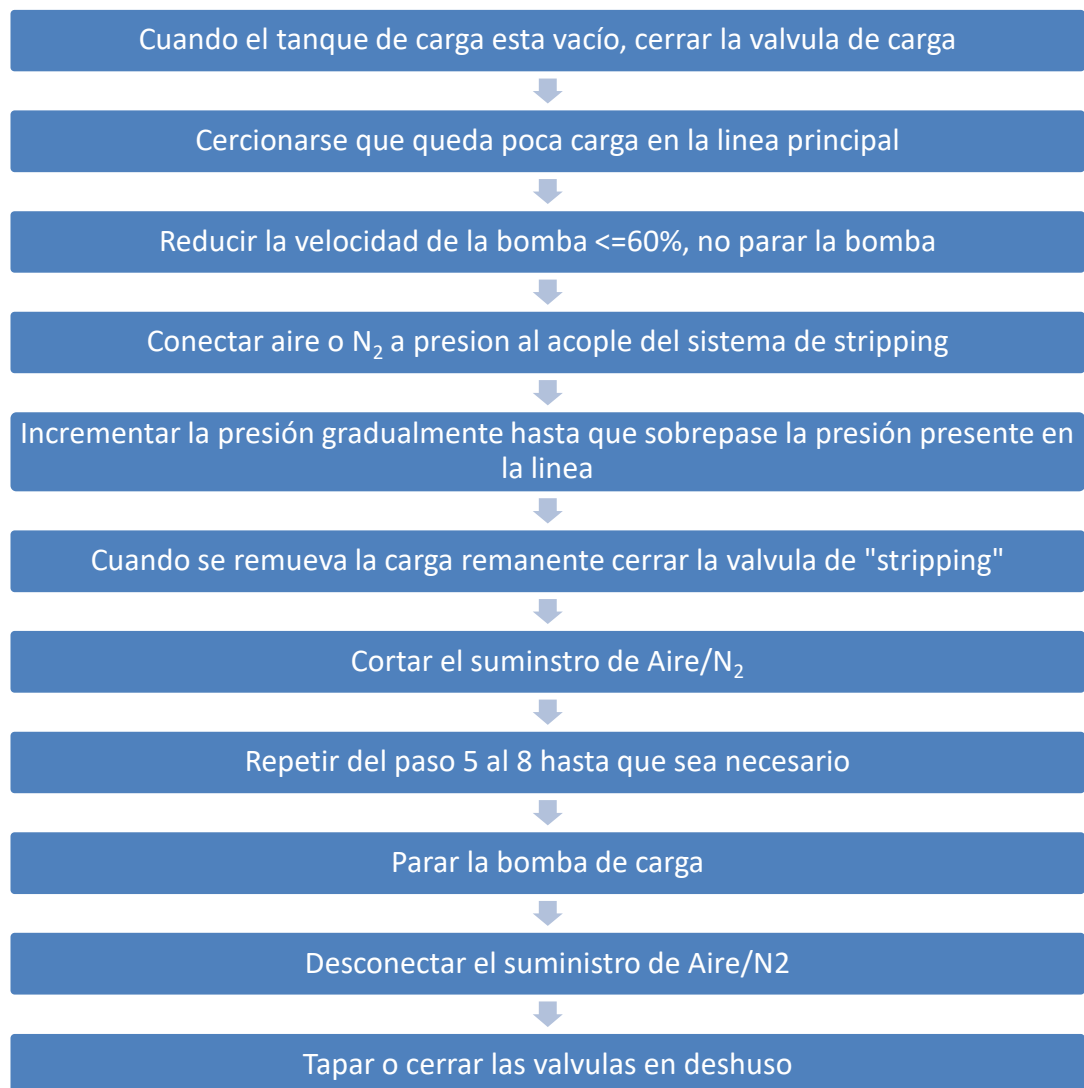 Cuando el tanque de carga esta vacío, cerrar la valvula de carga
Cercionarse que queda poca carga en la linea principal
Reducir la velocidad de la bomba <=60%, no parar la bomba
Conectar aire o N₂ a presion al acople del sistema de stripping
Incrementar la presión gradualmente hasta que sobrepase la presión presente en
la linea
Cuando se remueva la carga remanente cerrar la valvula de "stripping"
Cortar el suminstro de Aire/N₂
Repetir del paso 5 al 8 hasta que sea necesario
Parar la bomba de carga
Desconectar el suministro de Aire/N2
Tapar o cerrar las valvulas en deshuso